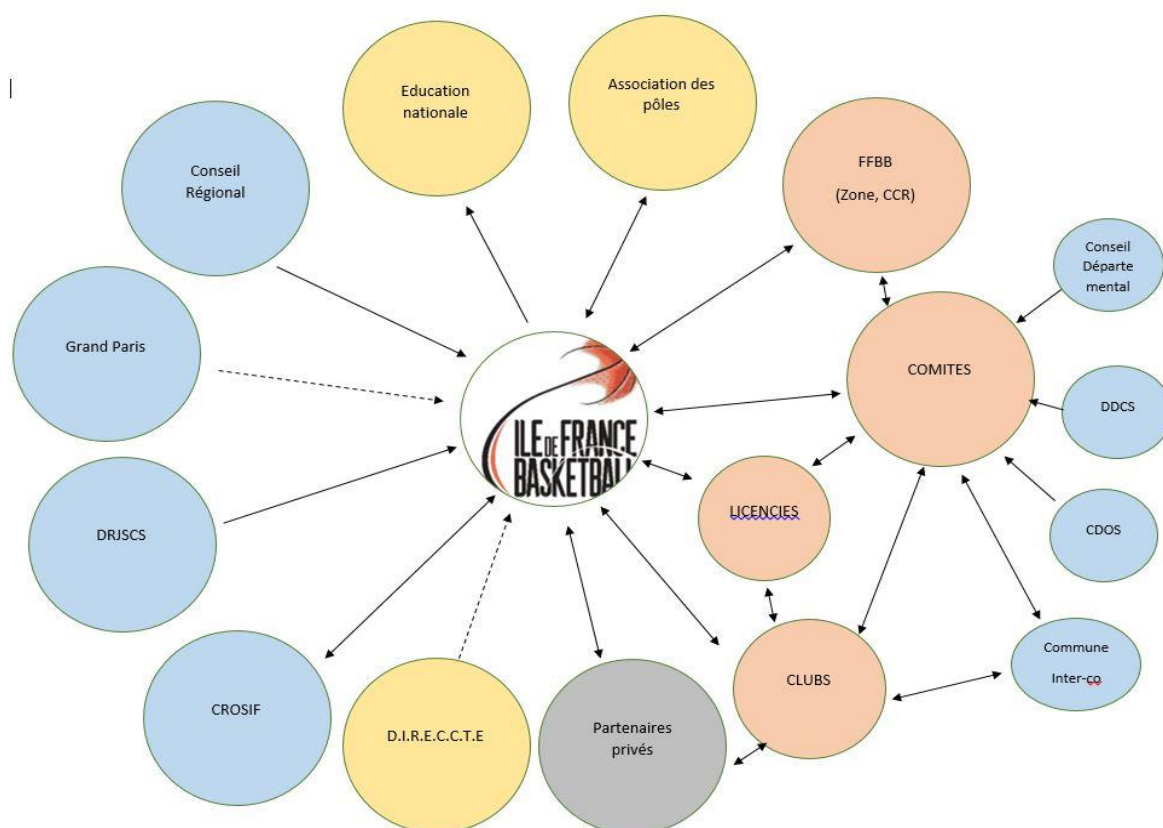 Education
nationale
Association des
pôles
Conseil
Régional
FFBB
(Zone, CCR)
Conseil
Départe
mental
Grand Paris
COMITES
DDCS
ILE DE FRANCE
BASKETBALL
LICENCIES
DRJSCS
CDOS
CROSIF
D.I.R.E.C.C.T.E
Partenaires
privés
CLUBS
Commune
Inter-co